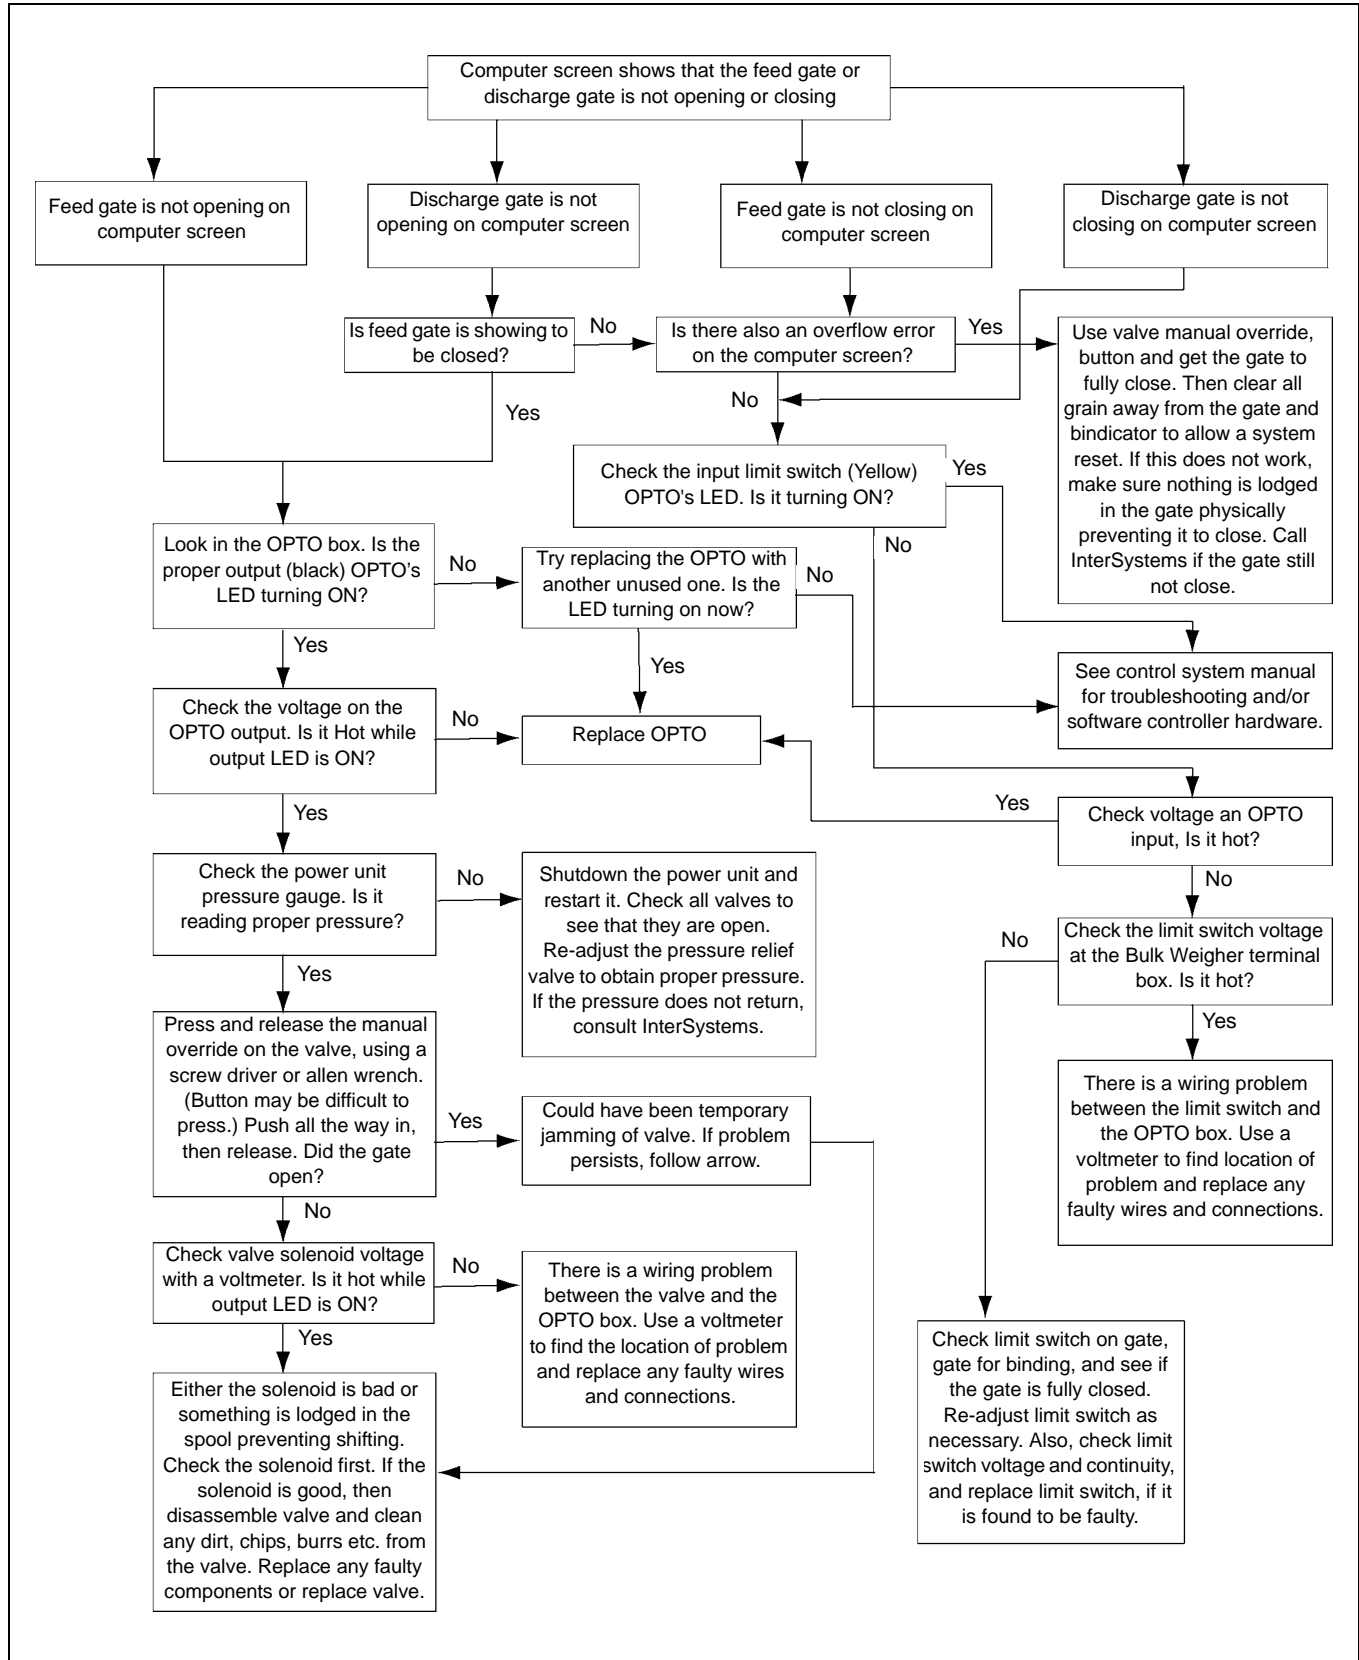 Computer screen shows that the feed gate or
discharge gate is not opening or closing
Feed gate is not opening on
computer screen
Discharge gate is not
opening on computer screen
Feed gate is not closing on
computer screen
Discharge gate is not
closing on computer screen
Is feed gate is showing to
be closed?
No
Is there also an overflow error
on the computer screen?
Yes
Use valve manual override,
button and get the gate to
fully close. Then clear all
grain away from the gate and
bindicator to allow a system
reset. If this does not work,
make sure nothing is lodged
in the gate physically
preventing it to close. Call
InterSystems if the gate still
not close.
Yes
No
Check the input limit switch (Yellow)
OPTO's LED. Is it turning ON?
Yes
No
Look in the OPTO box. Is the
proper output (black) OPTO's
LED turning ON?
No
Try replacing the OPTO with
another unused one. Is the
LED turning on now?
No
Yes
Yes
See control system manual
for troubleshooting and/or
software controller hardware.
Check the voltage on the
OPTO output. Is it Hot while
output LED is ON?
No
Replace OPTO
Yes
Yes
Check voltage an OPTO
input, Is it hot?
No
Check the power unit
pressure gauge. Is it
reading proper pressure?
No
Shutdown the power unit and
restart it. Check all valves to
see that they are open.
Re-adjust the pressure relief
valve to obtain proper pressure.
If the pressure does not return,
consult InterSystems.
No
Check the limit switch voltage
at the Bulk Weigher terminal
box. Is it hot?
Yes
Yes
Press and release the manual
override on the valve, using a
screw driver or allen wrench.
(Button may be difficult to
press.) Push all the way in,
then release. Did the gate
open?
Yes
Could have been temporary
jamming of valve. If problem
persists, follow arrow.
There is a wiring problem
between the limit switch and
the OPTO box. Use a
voltmeter to find location of
problem and replace any
faulty wires and connections.
No
Check valve solenoid voltage
with a voltmeter. Is it hot while
output LED is ON?
No
There is a wiring problem
between the valve and the
OPTO box. Use a voltmeter
to find the location of problem
and replace any faulty wires
and connections.
Yes
Either the solenoid is bad or
something is lodged in the
spool preventing shifting.
Check the solenoid first. If the
solenoid is good, then
disassemble valve and clean
any dirt, chips, burrs etc. from
the valve. Replace any faulty
components or replace valve.
Check limit switch on gate,
gate for binding, and see if
the gate is fully closed.
Re-adjust limit switch as
necessary. Also, check limit
switch voltage and continuity,
and replace limit switch, if it
is found to be faulty.